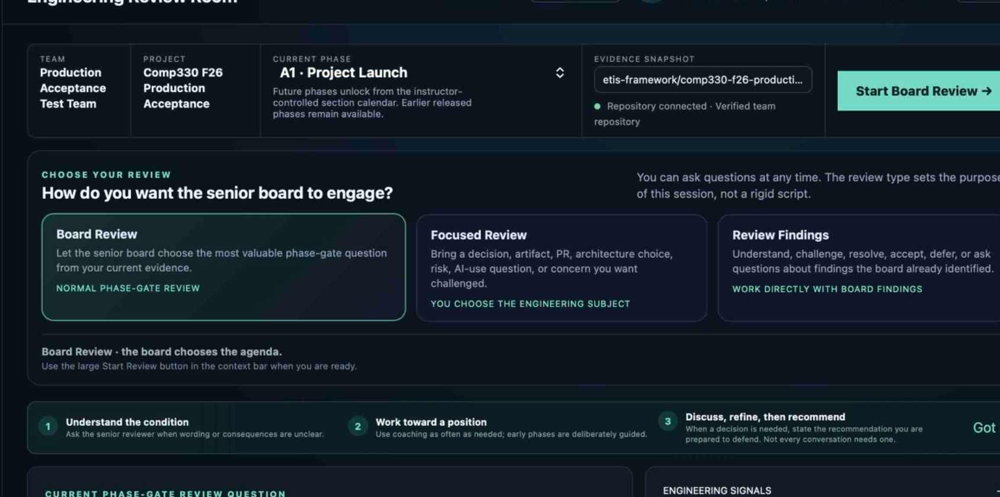 Engineering Review Room
TEAM
Production
Acceptance
Test Team
PROJECT
Comp330 F26
Production
Acceptance
CURRENT PHASE
A1 · Project Launch
Future phases unlock from the instructor-
controlled section calendar. Earlier released
phases remain available.
EVIDENCE SNAPSHOT
etis-framework/comp330-f26-producti...
Repository connected · Verified team
repository
Start Board Review →
CHOOSE YOUR REVIEW
How do you want the senior board to engage?
You can ask questions at any time. The review type sets the purpose
of this session, not a rigid script.
Board Review
Let the senior board choose the most valuable phase-gate question
from your current evidence.
NORMAL PHASE-GATE REVIEW
Focused Review
Bring a decision, artifact, PR, architecture choice,
risk, AI-use question, or concern you want
challenged.
YOU CHOOSE THE ENGINEERING SUBJECT
Review Findings
Understand, challenge, resolve, accept, defer, or ask
questions about findings the board already identified.
WORK DIRECTLY WITH BOARD FINDINGS
Board Review · the board chooses the agenda.
Use the large Start Review button in the context bar when you are ready.
1
Understand the condition
Ask the senior reviewer when wording or consequences are unclear.
2
Work toward a position
Use coaching as often as needed; early phases are deliberately guided.
3
Discuss, refine, then recommend
When a decision is needed, state the recommendation you are
prepared to defend. Not every conversation needs one.
Got
CURRENT PHASE-GATE REVIEW QUESTION
ENGINEERING SIGNALS